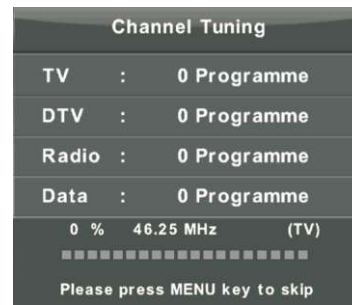 Channel Tuning
TV : 0 Programme
DTV : 0 Programme
Radio : 0 Programme
Data : 0 Programme
0 % 46.25 MHz (TV)
Please press MENU key to skip